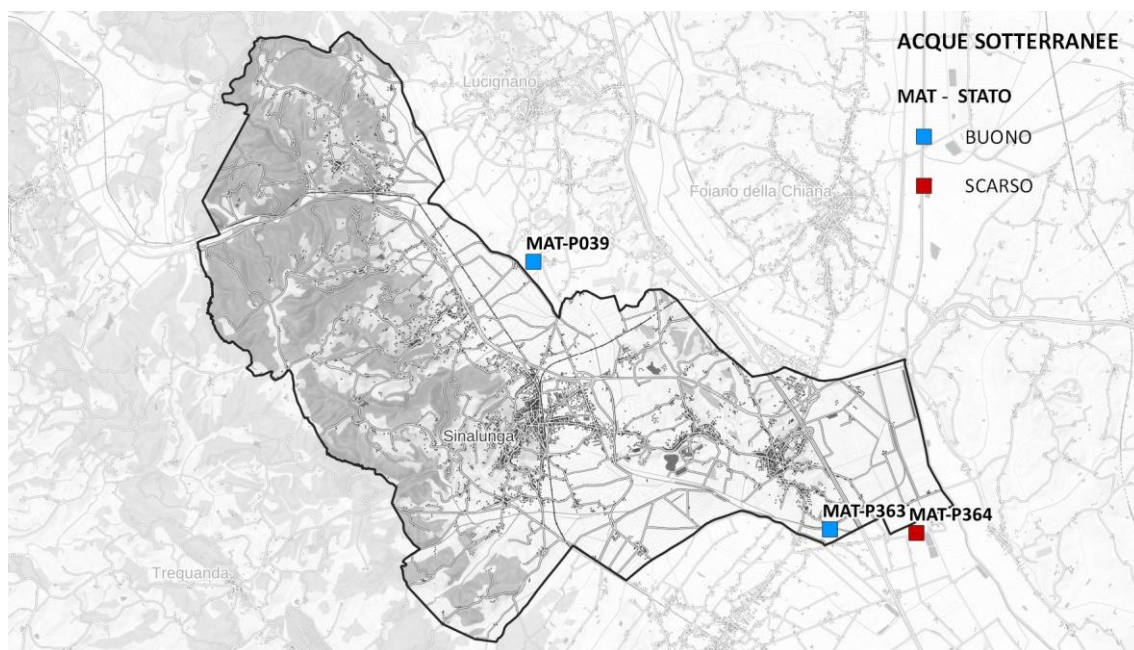 ACQUE SOTTERRANEE
MAT - STATO
BUONO
SCARSO
Lucignano
Foiano della Chiana
MAT-P039
Sinalunga
MAT-P363
MAT-P364
Trequanda